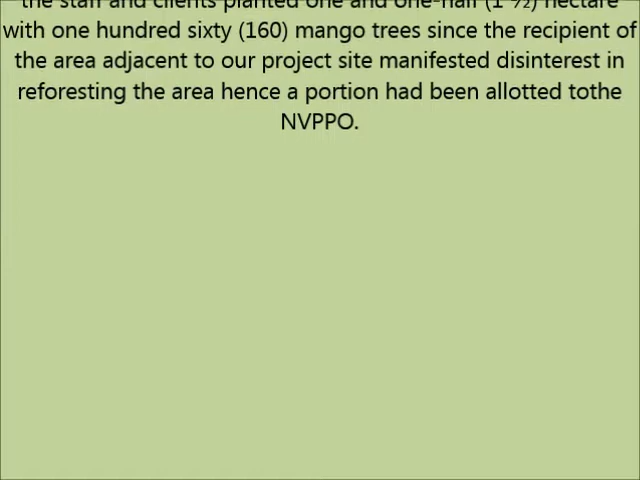 the staff and clients planted one and one-half (1 ½) hectare
with one hundred sixty (160) mango trees since the recipient of
the area adjacent to our project site manifested disinterest in
reforesting the area hence a portion had been allotted tothe
NVPPO.